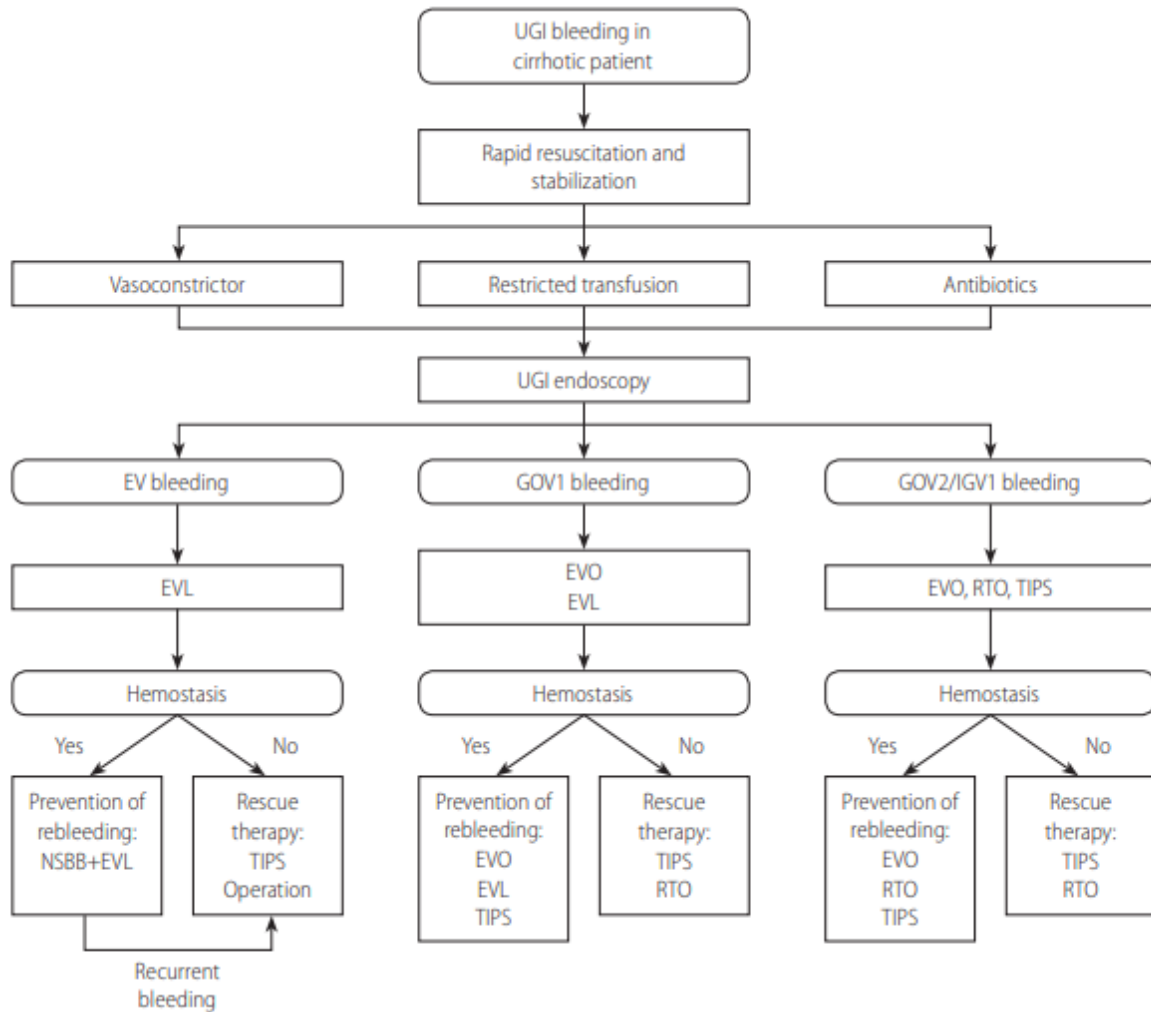 UGI bleeding in
cirrhotic patient
Rapid resuscitation and
stabilization
Vasoconstrictor
Restricted transfusion
Antibiotics
UGI endoscopy
EV bleeding
GOV1 bleeding
GOV2/IGV1 bleeding
EVL
EVO
EVL
EVO, RTO, TIPS
Hemostasis
Hemostasis
Hemostasis
Yes
No
Yes
No
Yes
No
Prevention of
rebleeding:
NSBB+EVL
Rescue
therapy:
TIPS
Operation
Prevention of
rebleeding:
EVO
EVL
TIPS
Rescue
therapy:
TIPS
RTO
Prevention of
rebleeding:
EVO
RTO
TIPS
Rescue
therapy:
TIPS
RTO
Recurrent
bleeding